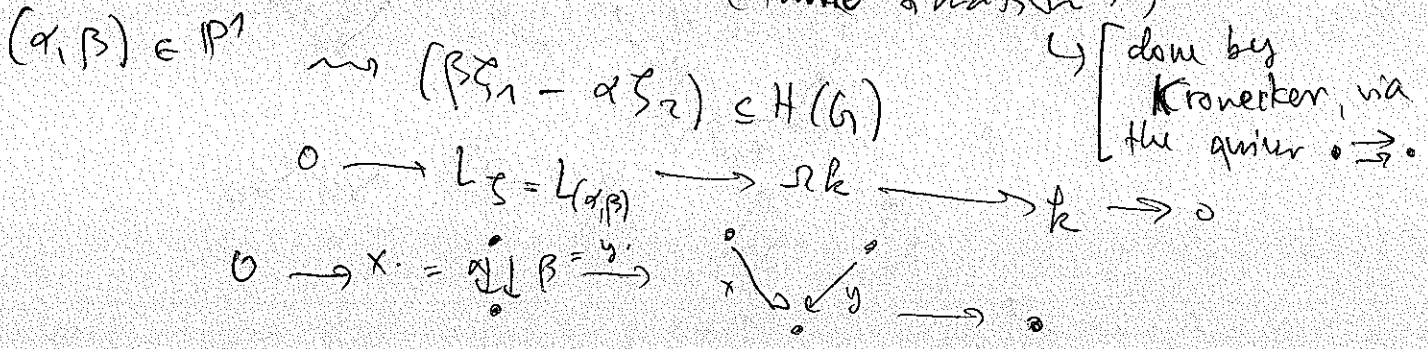 (α, β) ∈ ℙ¹ ⇝ (βζ₁ - αζ₂) ⊂ H(G)
↳ [done by
Kronecker, via
the quiver • ⇉ •
0 → L_ζ = L_(α,β) → Ωk → k → 0
0 → x· = α ⇊ β = y· → x y → •